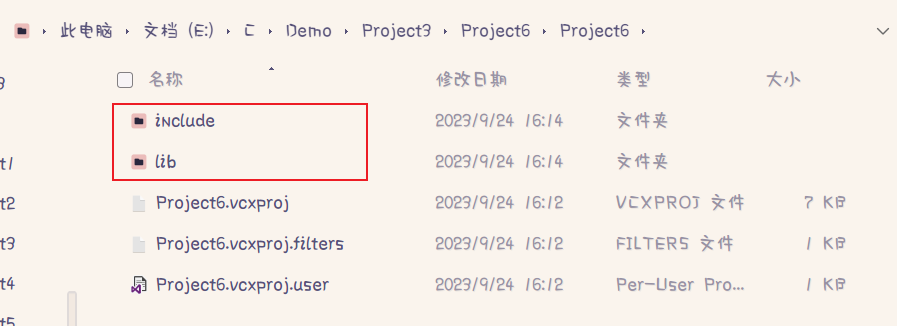 此电脑 › 文档 (E:) › C › Demo › Project3 › Project6 › Project6 ›
名称 修改日期 类型 大小
include 2023/9/24 16:14 文件夹
lib 2023/9/24 16:14 文件夹
t1
Project6.vcxproj 2023/9/24 16:12 VCXPROJ 文件 7 KB
t2
Project6.vcxproj.filters 2023/9/24 16:12 FILTERS 文件 1 KB
t3
Project6.vcxproj.user 2023/9/24 16:12 Per-User Pro... 1 KB
t4
t5